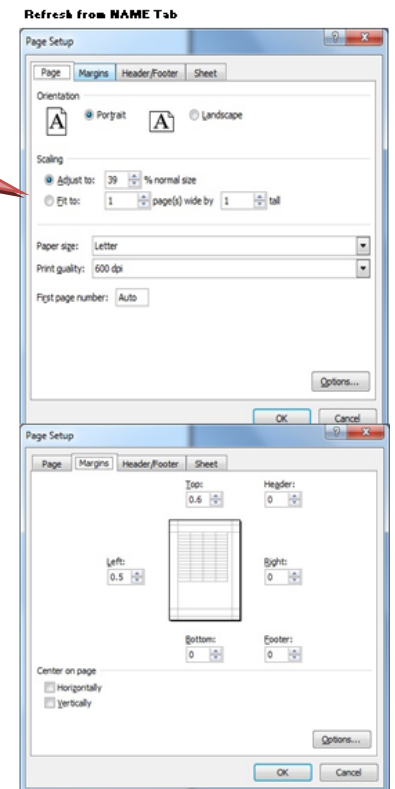 Refresh from NAME Tab
Page Setup
Page Margins Header/Footer Sheet
Orientation
A Portrait A Landscape
Scaling
Adjust to: 39 % normal size
Fit to: 1 page(s) wide by 1 tall
Paper size: Letter
Print quality: 600 dpi
First page number: Auto
Options...
OK Cancel
Page Setup
Page Margins Header/Footer Sheet
Top: Header:
0.6 0
Left: Right:
0.5 0
Bottom: Footer:
0 0
Center on page
Horizontally
Vertically
Options...
OK Cancel